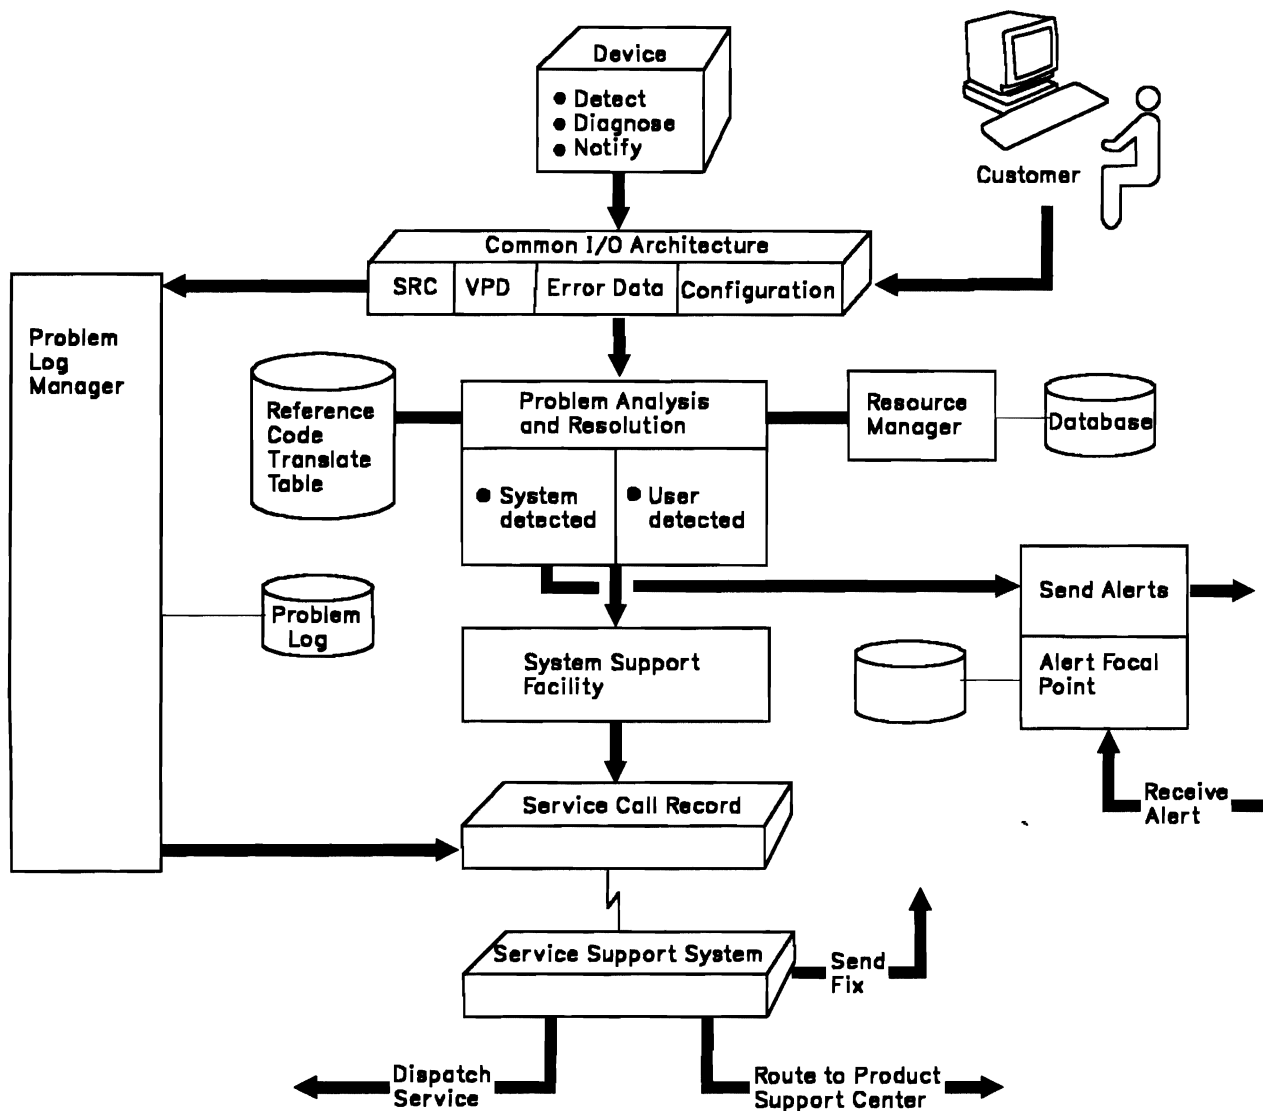 Device
● Detect
● Diagnose
● Notify
Customer
Common I/O Architecture
SRC
VPD
Error Data
Configuration
Problem
Log
Manager
Reference
Code
Translate
Table
Problem Analysis
and Resolution
● System
detected
● User
detected
Resource
Manager
Database
Problem
Log
Send Alerts
Alert Focal
Point
System Support
Facility
Receive
Alert
Service Call Record
Service Support System
Send
Fix
Dispatch
Service
Route to Product
Support Center